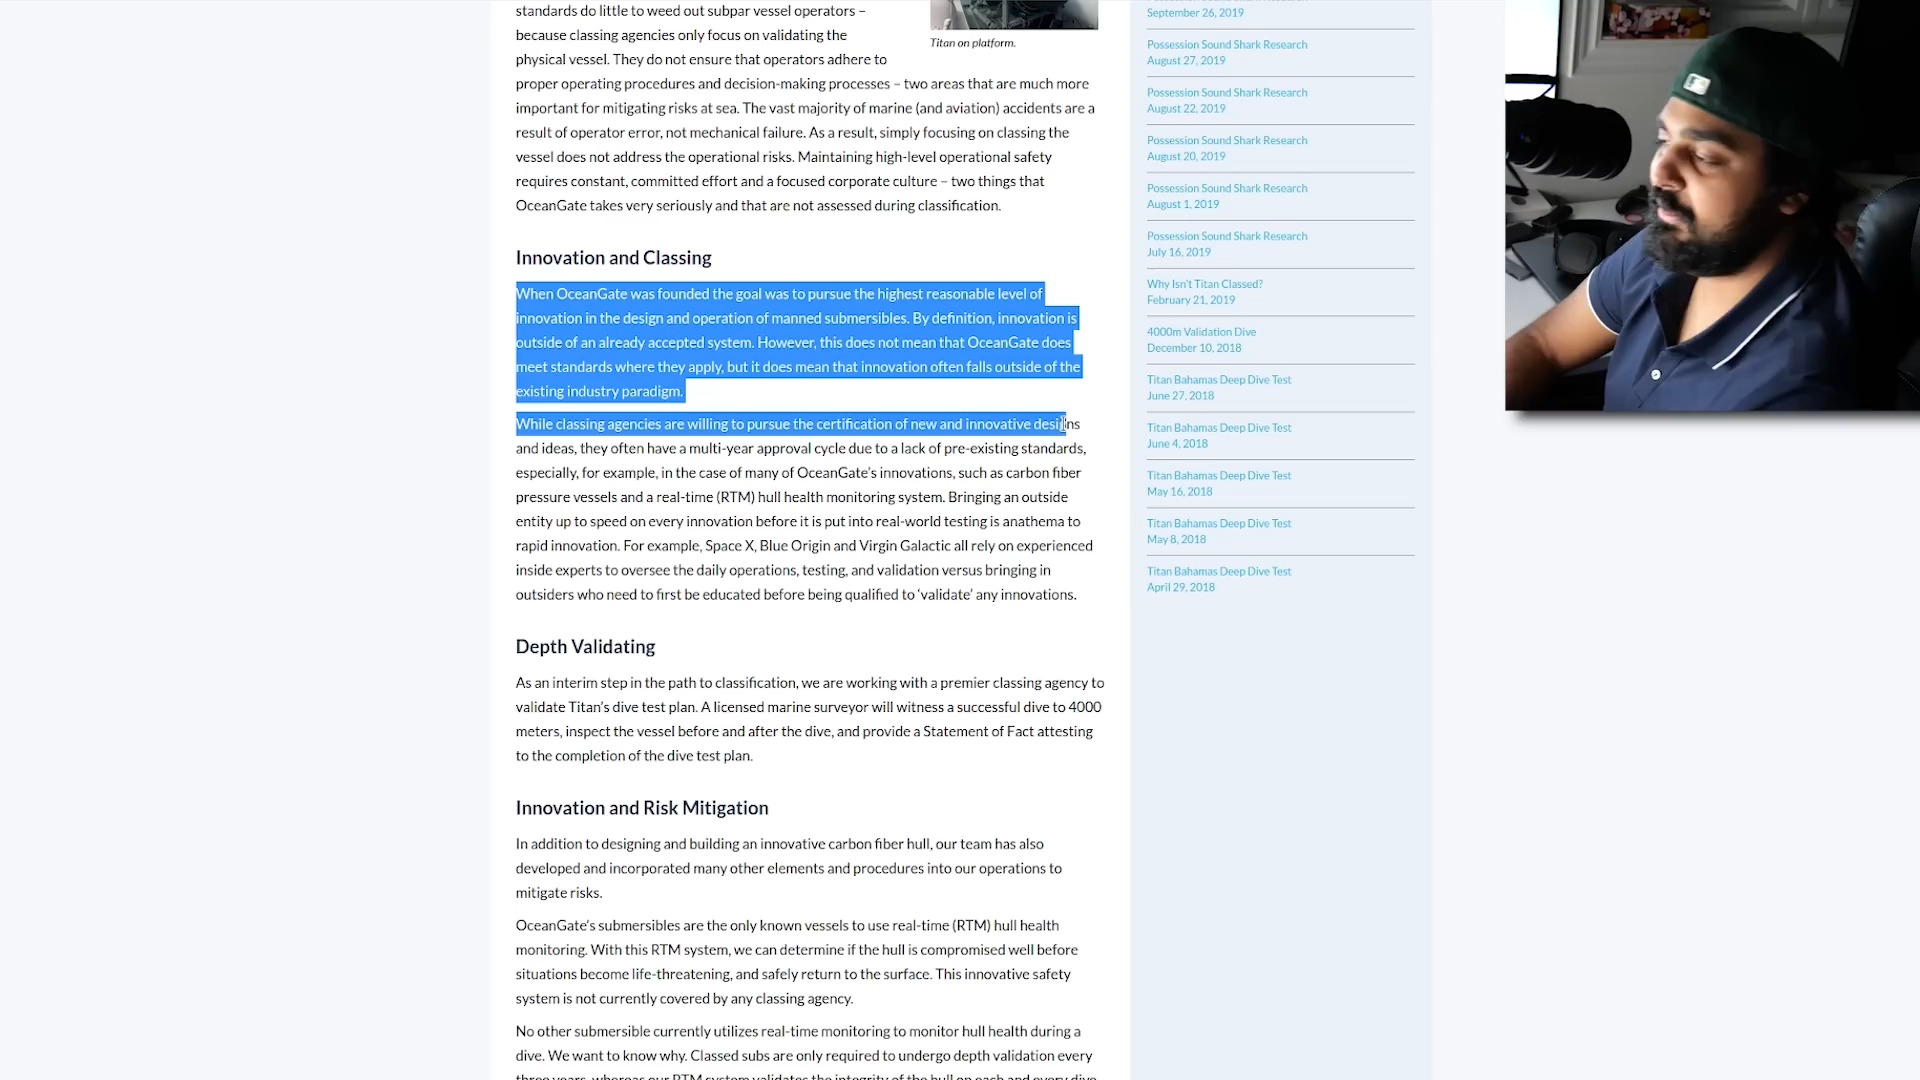 standards do little to weed out subpar vessel operators –
because classing agencies only focus on validating the
physical vessel. They do not ensure that operators adhere to
proper operating procedures and decision-making processes – two areas that are much more
important for mitigating risks at sea. The vast majority of marine (and aviation) accidents are a
result of operator error, not mechanical failure. As a result, simply focusing on classing the
vessel does not address the operational risks. Maintaining high-level operational safety
requires constant, committed effort and a focused corporate culture – two things that
OceanGate takes very seriously and that are not assessed during classification.
Titan on platform.
Innovation and Classing
When OceanGate was founded the goal was to pursue the highest reasonable level of
innovation in the design and operation of manned submersibles. By definition, innovation is
outside of an already accepted system. However, this does not mean that OceanGate does
meet standards where they apply, but it does mean that innovation often falls outside of the
existing industry paradigm.
While classing agencies are willing to pursue the certification of new and innovative designs
and ideas, they often have a multi-year approval cycle due to a lack of pre-existing standards,
especially, for example, in the case of many of OceanGate's innovations, such as carbon fiber
pressure vessels and a real-time (RTM) hull health monitoring system. Bringing an outside
entity up to speed on every innovation before it is put into real-world testing is anathema to
rapid innovation. For example, Space X, Blue Origin and Virgin Galactic all rely on experienced
inside experts to oversee the daily operations, testing, and validation versus bringing in
outsiders who need to first be educated before being qualified to ‘validate’ any innovations.
Depth Validating
As an interim step in the path to classification, we are working with a premier classing agency to
validate Titan's dive test plan. A licensed marine surveyor will witness a successful dive to 4000
meters, inspect the vessel before and after the dive, and provide a Statement of Fact attesting
to the completion of the dive test plan.
Innovation and Risk Mitigation
In addition to designing and building an innovative carbon fiber hull, our team has also
developed and incorporated many other elements and procedures into our operations to
mitigate risks.
OceanGate's submersibles are the only known vessels to use real-time (RTM) hull health
monitoring. With this RTM system, we can determine if the hull is compromised well before
situations become life-threatening, and safely return to the surface. This innovative safety
system is not currently covered by any classing agency.
No other submersible currently utilizes real-time monitoring to monitor hull health during a
dive. We want to know why. Classed subs are only required to undergo depth validation every
three years, whereas our RTM system validates the integrity of the hull on each and every dive
September 26, 2019
Possession Sound Shark Research
August 27, 2019
Possession Sound Shark Research
August 22, 2019
Possession Sound Shark Research
August 20, 2019
Possession Sound Shark Research
August 1, 2019
Possession Sound Shark Research
July 16, 2019
Why Isn't Titan Classed?
February 21, 2019
4000m Validation Dive
December 10, 2018
Titan Bahamas Deep Dive Test
June 27, 2018
Titan Bahamas Deep Dive Test
June 4, 2018
Titan Bahamas Deep Dive Test
May 16, 2018
Titan Bahamas Deep Dive Test
May 8, 2018
Titan Bahamas Deep Dive Test
April 29, 2018